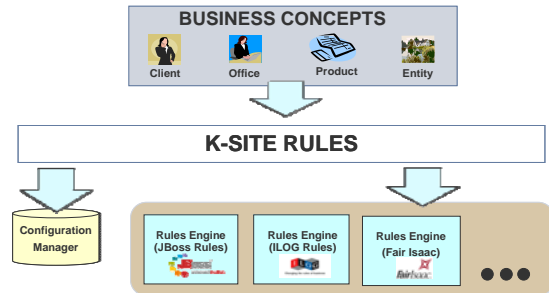 BUSINESS CONCEPTS
Client
Office
Product
Entity
K-SITE RULES
Configuration
Manager
Rules Engine
(JBoss Rules)
Rules Engine
(ILOG Rules)
Rules Engine
(Fair Isaac)
FairIsaac